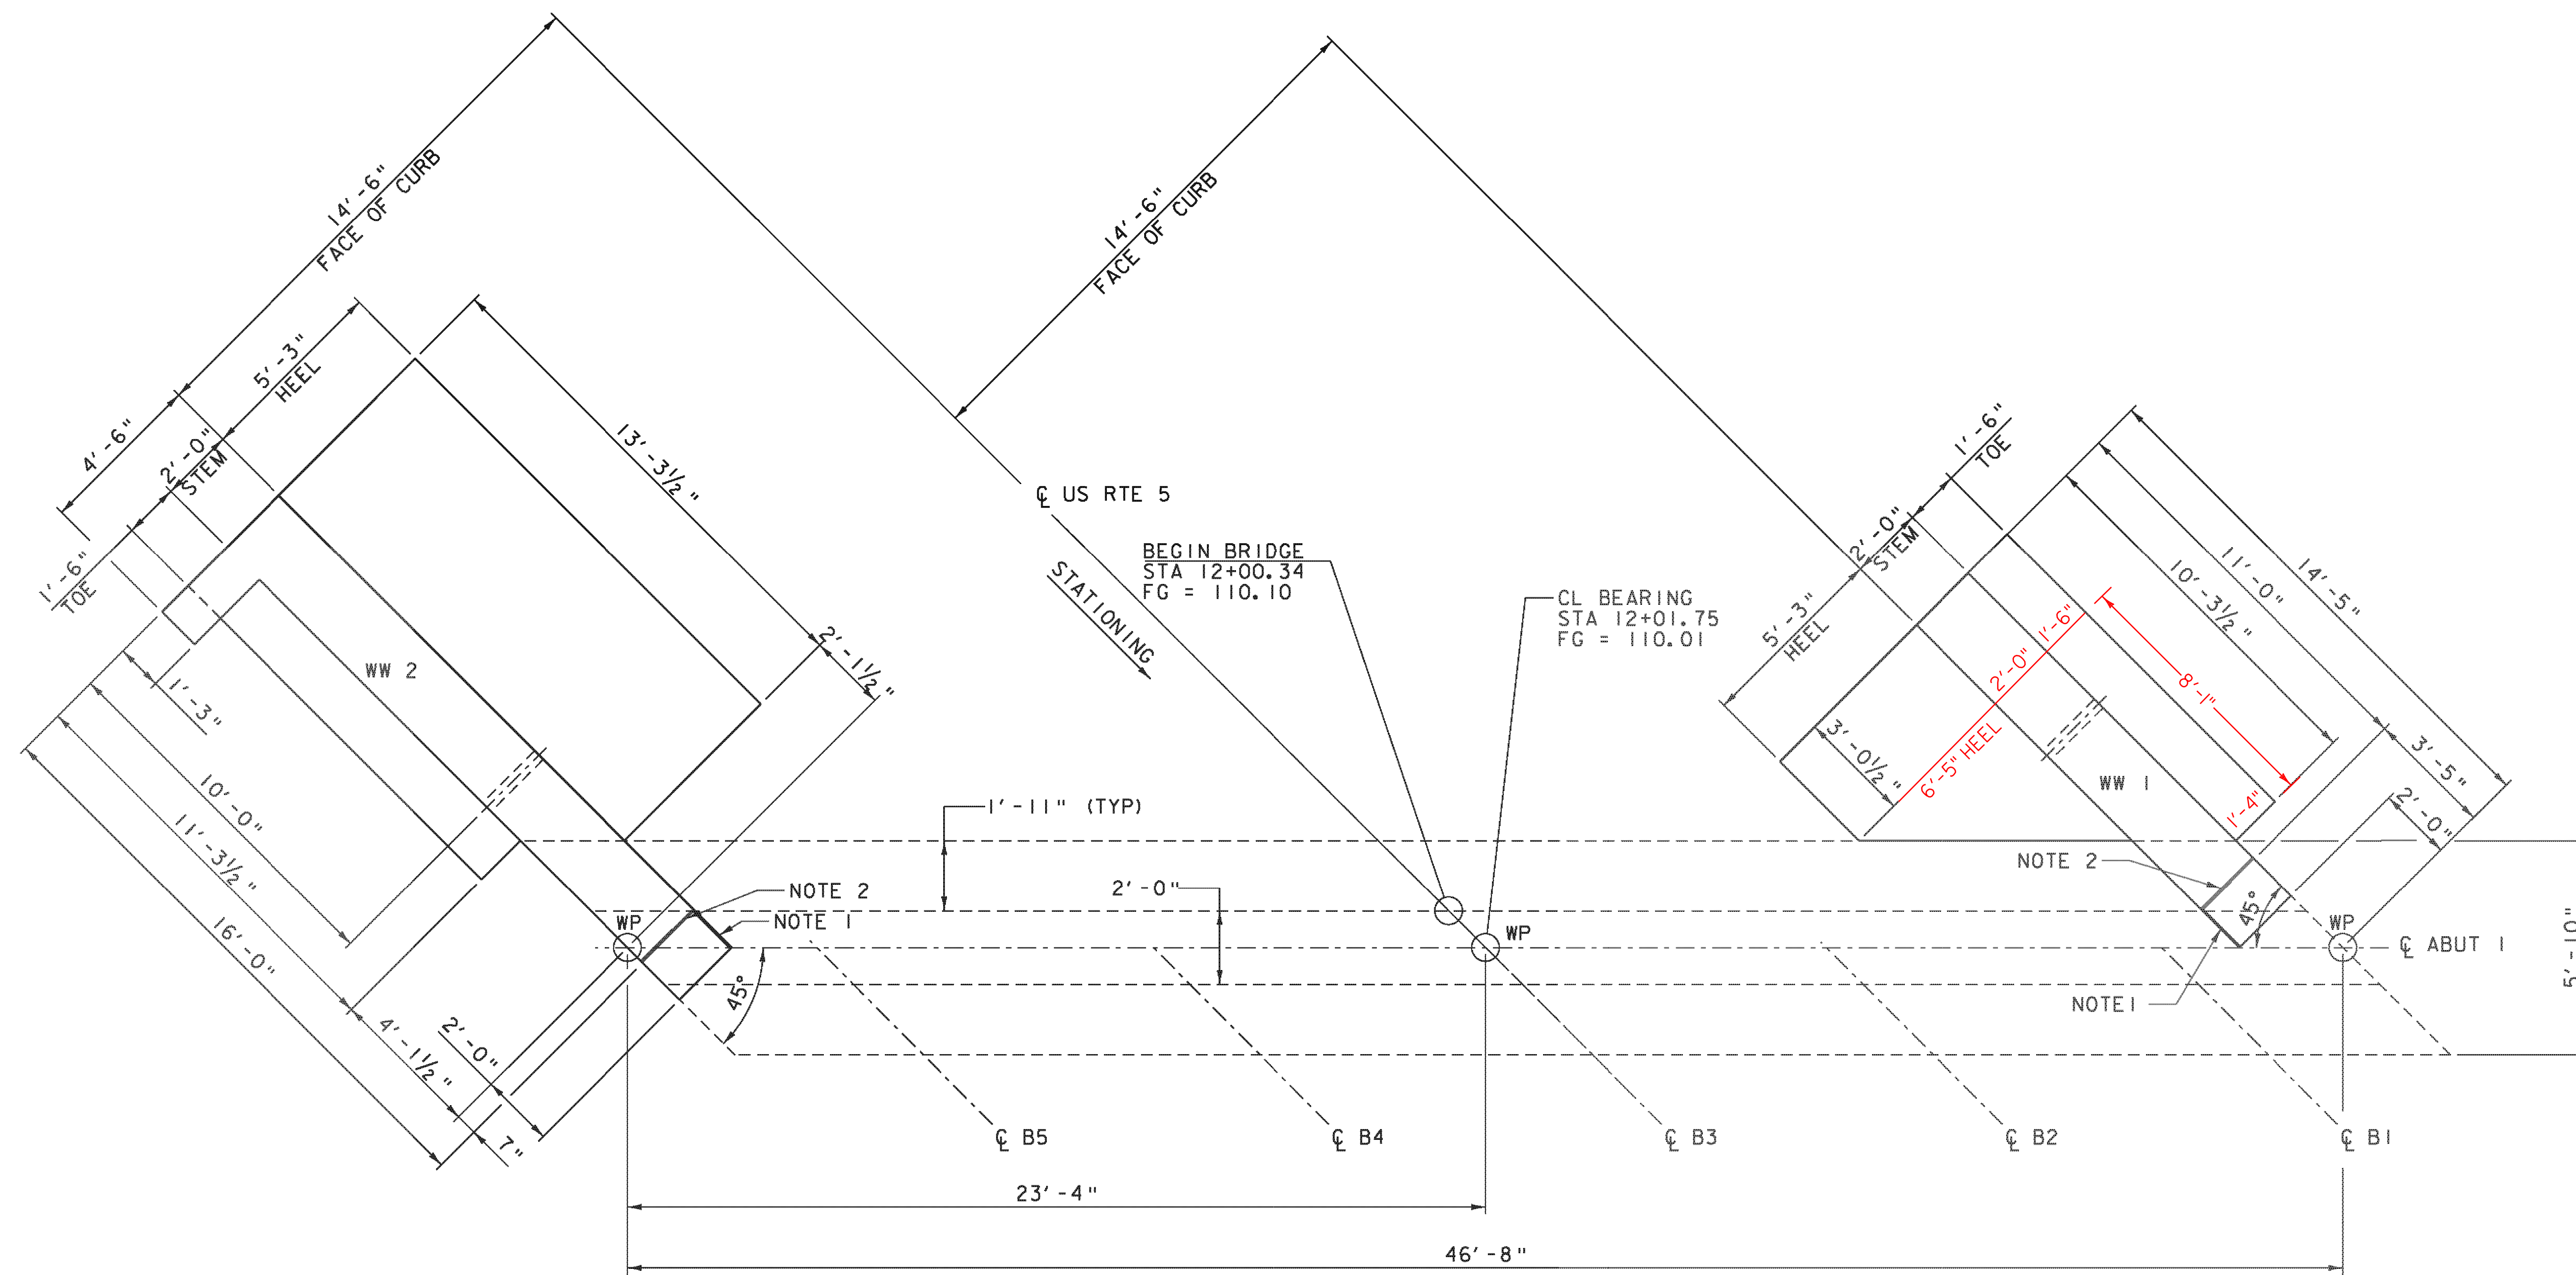 14'-6"
FACE OF CURB
14'-6"
FACE OF CURB
5'-3"
HEEL
4'-6"
2'-0"
STEM
1'-6"
TOE
13'-3½"
2'-1½"
WW 2
1'-3"
10'-0"
11'-3½"
16'-0"
4'-1½"
2'-0"
7"
℄ US RTE 5
STATIONING
BEGIN BRIDGE
STA 12+00.34
FG = 110.10
CL BEARING
STA 12+01.75
FG = 110.01
1'-6"
TOE
2'-0"
STEM
5'-3"
HEEL
14'-5"
11'-0"
10'-3½"
1'-6"
2'-0"
6'-5" HEEL
8'-1"
1'-4"
3'-0½"
WW 1
3'-5"
2'-0"
1'-11" (TYP)
2'-0"
NOTE 2
NOTE 1
WP
45°
WP
NOTE 2
NOTE1
45°
WP
℄ ABUT 1
5'-10"
℄ B5
℄ B4
℄ B3
℄ B2
℄ B1
23'-4"
46'-8"